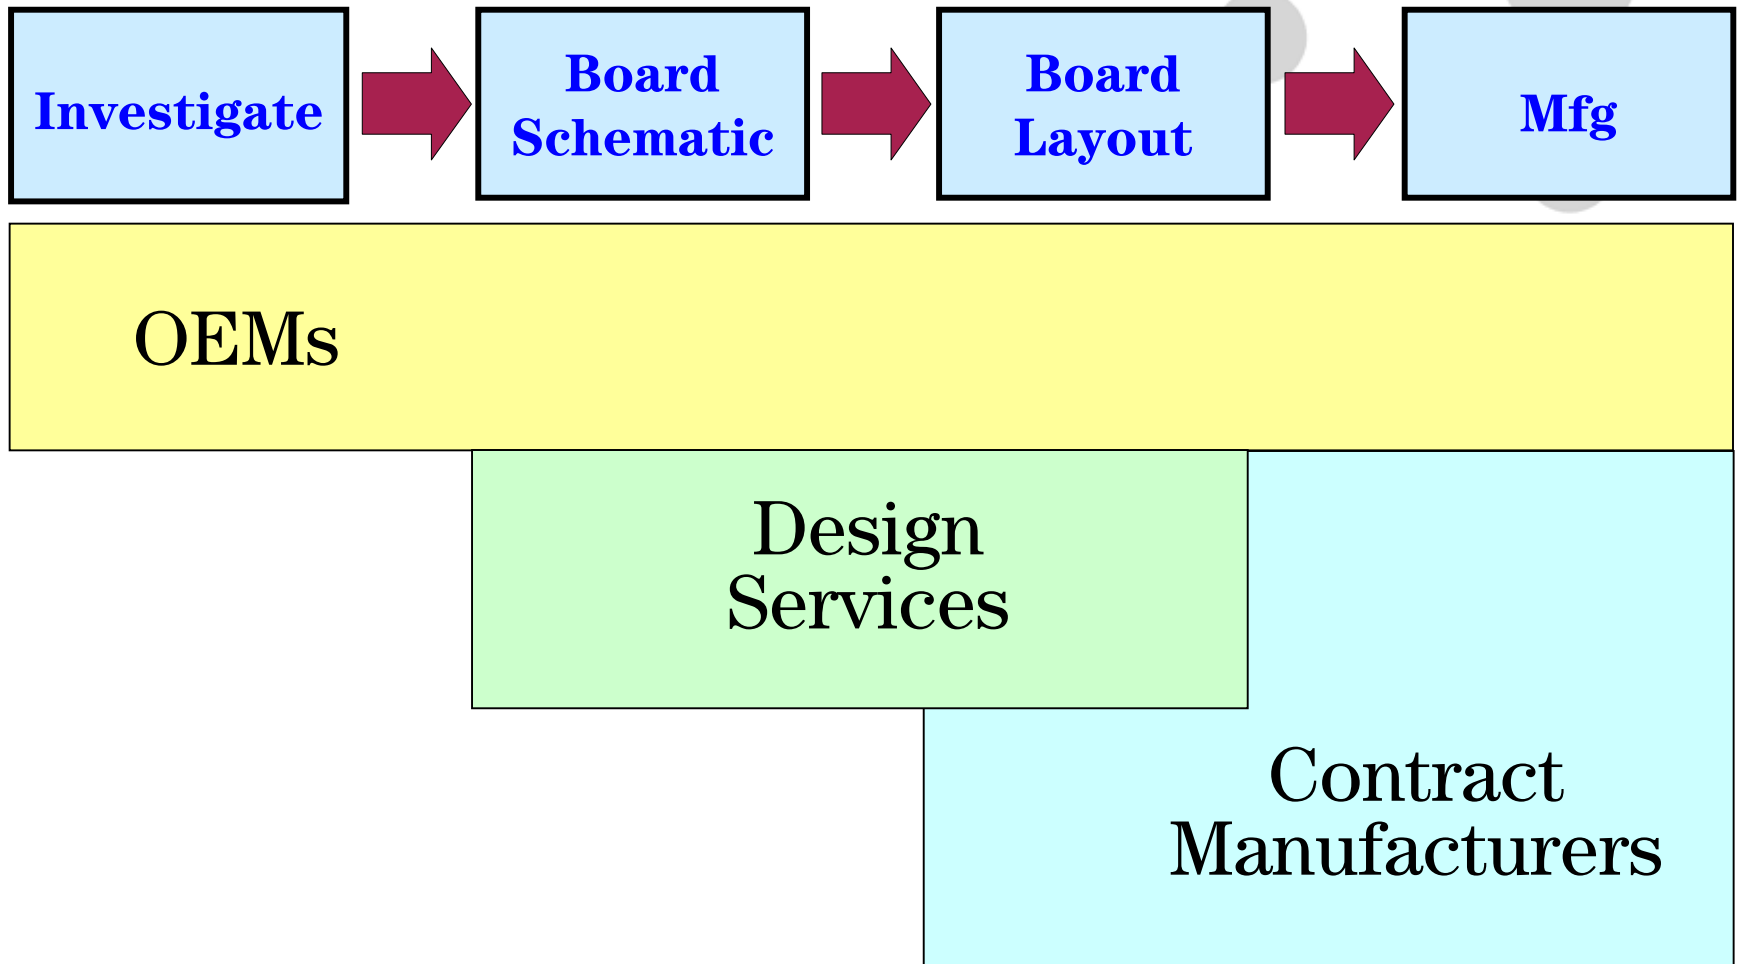 Investigate
Board
Schematic
Board
Layout
Mfg
OEMs
Design
Services
Contract
Manufacturers